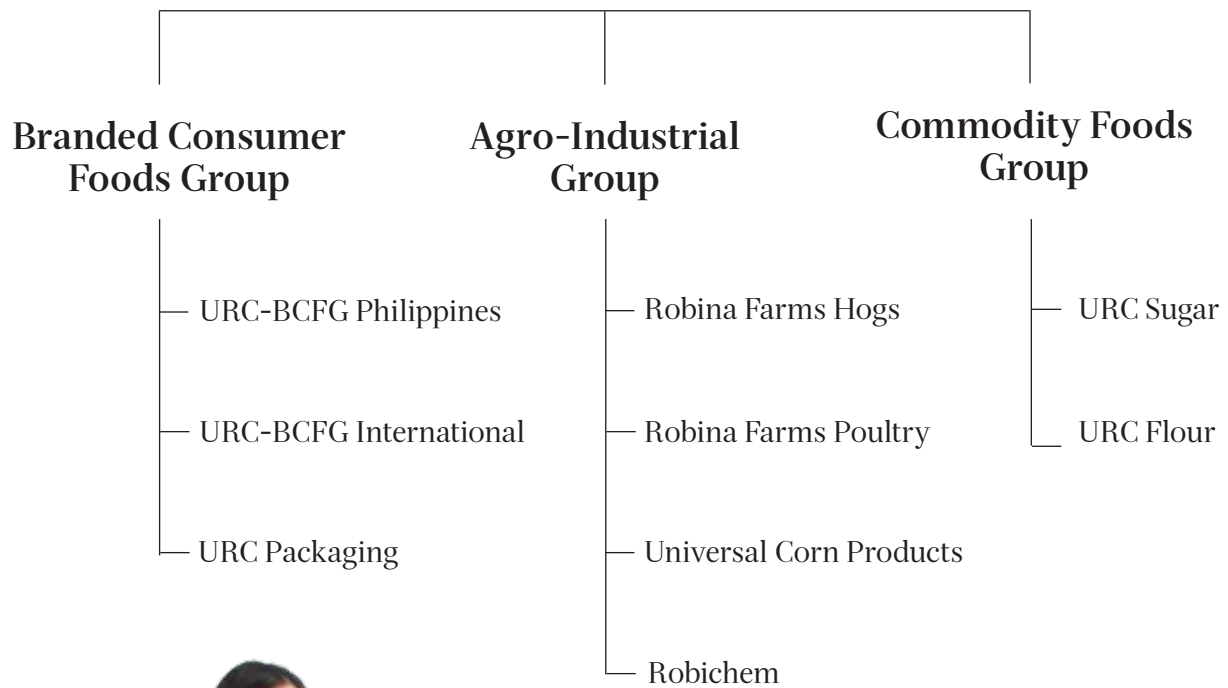 Branded Consumer
Foods Group
URC-BCFG Philippines
URC-BCFG International
URC Packaging
Agro-Industrial
Group
Robina Farms Hogs
Robina Farms Poultry
Universal Corn Products
Robichem
Commodity Foods
Group
URC Sugar
URC Flour